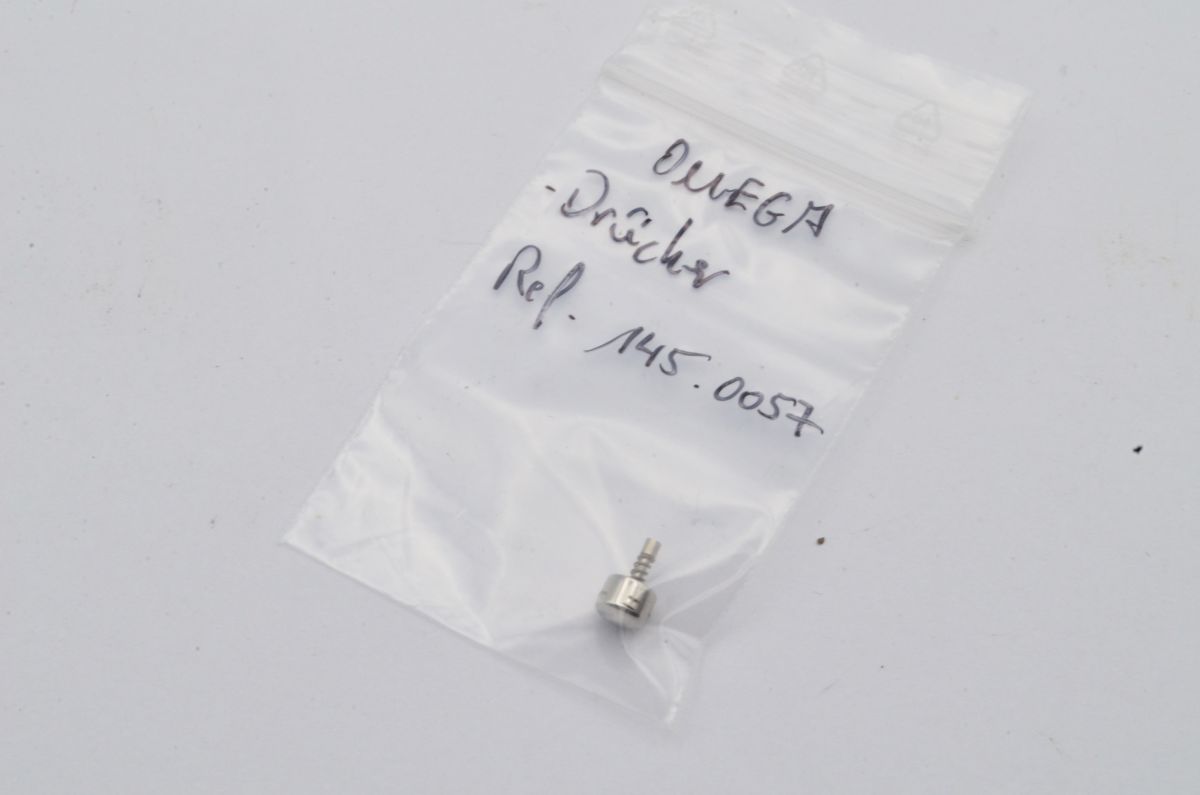 OMEGA
-Drücker
Ref. 145.0057